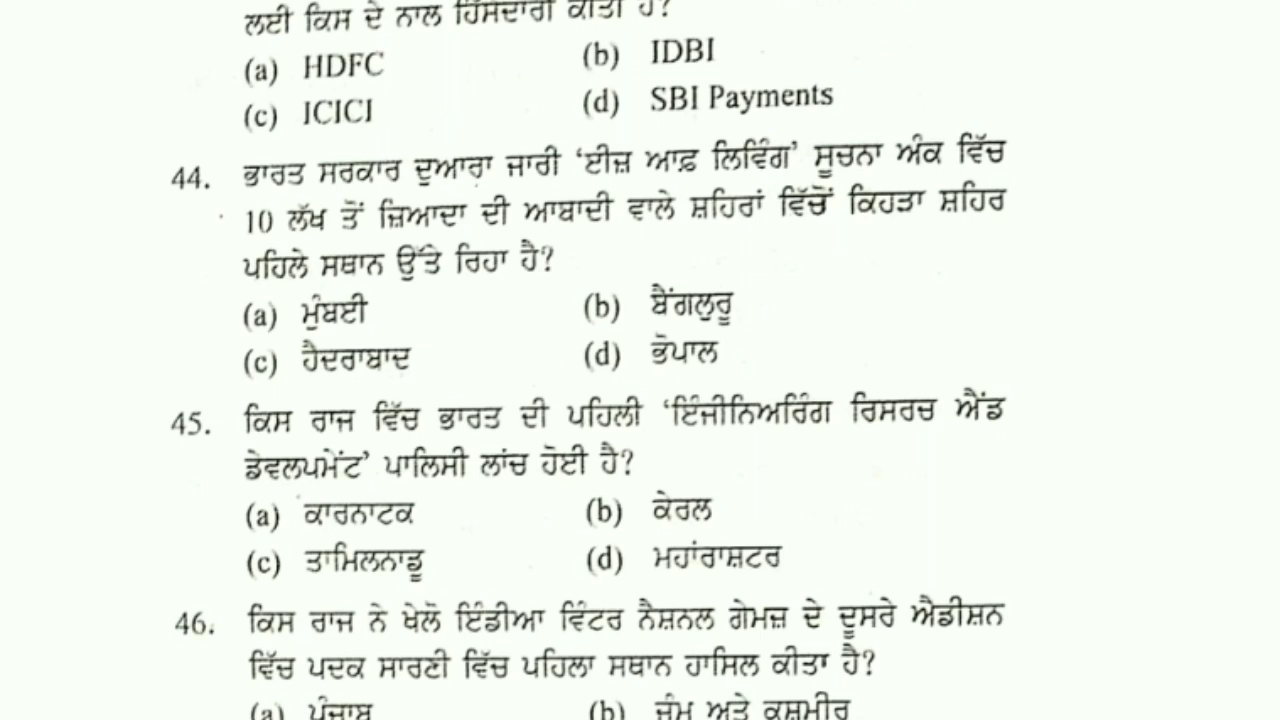 ਲਈ ਕਿਸ ਦੇ ਨਾਲ ਹਿੱਸੇਦਾਰੀ ਕੀਤੀ ਹੈ?
(a) HDFC (b) IDBI
(c) ICICI (d) SBI Payments
44. ਭਾਰਤ ਸਰਕਾਰ ਦੁਆਰਾ ਜਾਰੀ ‘ਈਜ਼ ਆਫ਼ ਲਿਵਿੰਗ’ ਸੂਚਨਾ ਅੰਕ ਵਿੱਚ
10 ਲੱਖ ਤੋਂ ਜ਼ਿਆਦਾ ਦੀ ਆਬਾਦੀ ਵਾਲੇ ਸ਼ਹਿਰਾਂ ਵਿੱਚੋਂ ਕਿਹੜਾ ਸ਼ਹਿਰ
ਪਹਿਲੇ ਸਥਾਨ ਉੱਤੇ ਰਿਹਾ ਹੈ?
(a) ਮੁੰਬਈ (b) ਬੈਂਗਲੁਰੂ
(c) ਹੈਦਰਾਬਾਦ (d) ਭੋਪਾਲ
45. ਕਿਸ ਰਾਜ ਵਿੱਚ ਭਾਰਤ ਦੀ ਪਹਿਲੀ ‘ਇੰਜੀਨਿਅਰਿੰਗ ਰਿਸਰਚ ਐਂਡ
ਡੇਵਲਪਮੇਂਟ’ ਪਾਲਿਸੀ ਲਾਂਚ ਹੋਈ ਹੈ?
(a) ਕਾਰਨਾਟਕ (b) ਕੇਰਲ
(c) ਤਾਮਿਲਨਾਡੂ (d) ਮਹਾਂਰਾਸ਼ਟਰ
46. ਕਿਸ ਰਾਜ ਨੇ ਖੇਲੋ ਇੰਡੀਆ ਵਿੰਟਰ ਨੈਸ਼ਨਲ ਗੇਮਜ਼ ਦੇ ਦੂਸਰੇ ਐਡੀਸ਼ਨ
ਵਿੱਚ ਪਦਕ ਸਾਰਣੀ ਵਿੱਚ ਪਹਿਲਾ ਸਥਾਨ ਹਾਸਿਲ ਕੀਤਾ ਹੈ?
(a) ਪੰਜਾਬ (b) ਜੰਮੂ ਅਤੇ ਕਸ਼ਮੀਰ